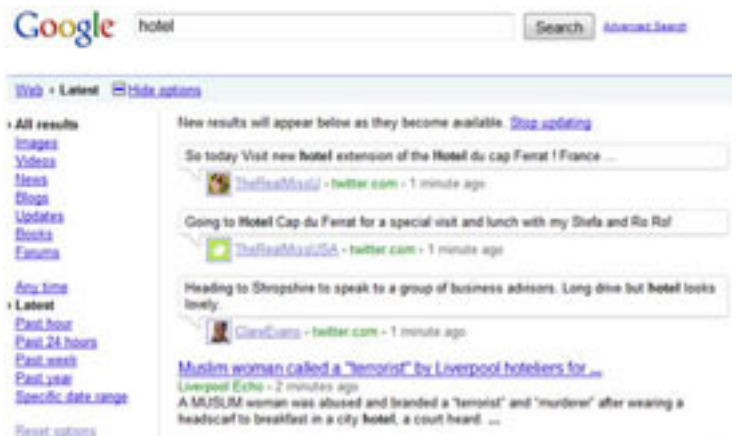 Google hotel Search Advanced Search
Web › Latest Hide options
› All results
Images
Videos
News
Blogs
Updates
Books
Forums
Any time
› Latest
Past hour
Past 24 hours
Past week
Past year
Specific date range
Reset options
New results will appear below as they become available. Stop updating
So today Visit new hotel extension of the Hotel du cap Ferrat ! France ...
TheRealMissU - twitter.com - 1 minute ago
Going to Hotel Cap du Ferrat for a special visit and lunch with my Stefa and Ro Ro!
TheRealMissUSA - twitter.com - 1 minute ago
Heading to Shropshire to speak to a group of business advisors. Long drive but hotel looks
lovely.
ClareEvans - twitter.com - 1 minute ago
Muslim woman called a "terrorist" by Liverpool hoteliers for ...
Liverpool Echo - 2 minutes ago
A MUSLIM woman was abused and branded a "terrorist" and "murderer" after wearing a
headscarf to breakfast in a city hotel, a court heard. ...